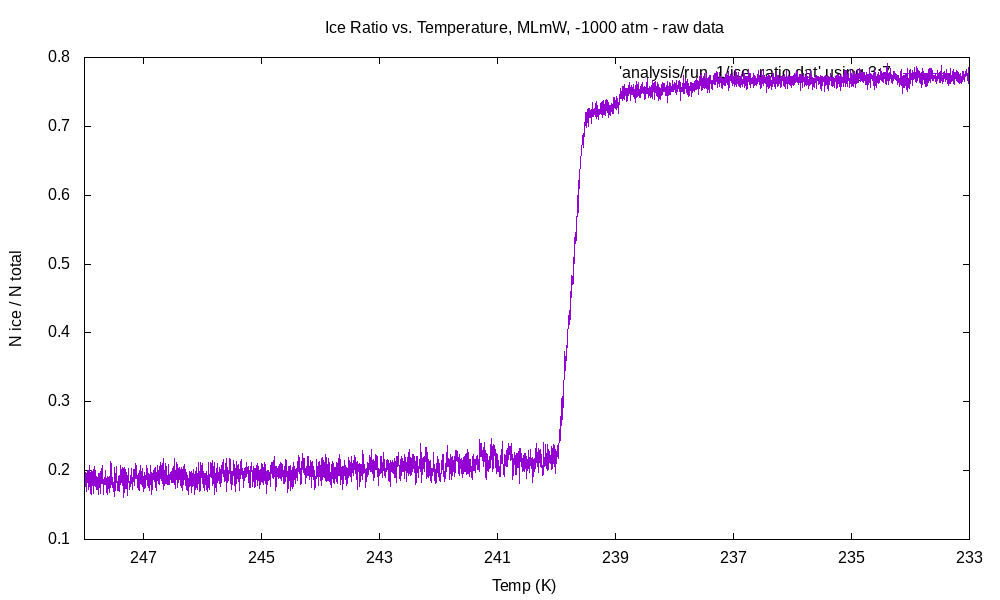 Ice Ratio vs. Temperature, MLmW, -1000 atm - raw data
'analysis/run_1/ice_ratio.dat' using 3:7
0.8
0.7
0.6
0.5
0.4
0.3
0.2
0.1
N ice / N total
247 245 243 241 239 237 235 233
Temp (K)